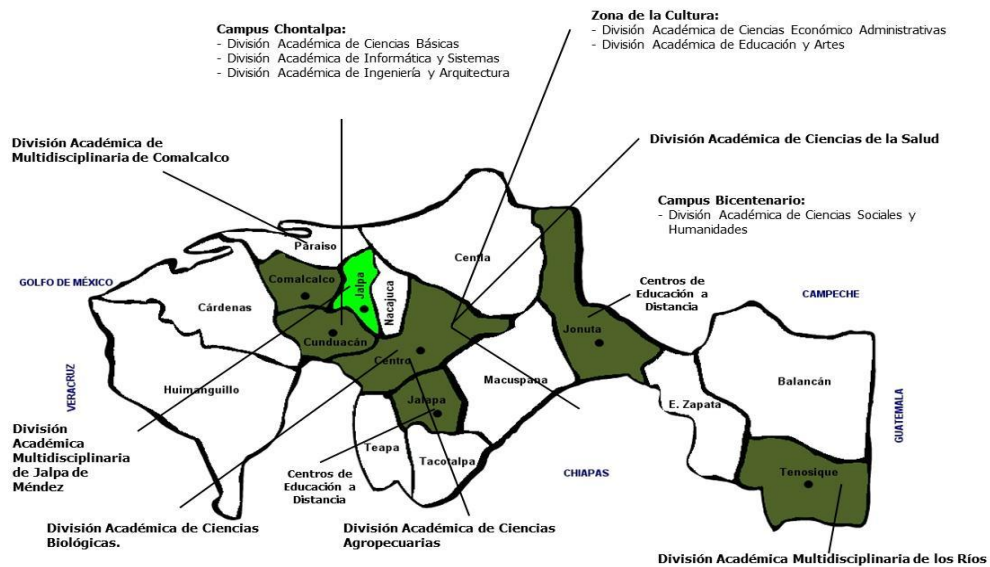 Campus Chontalpa:
- División Académica de Ciencias Básicas
- División Académica de Informática y Sistemas
- División Académica de Ingeniería y Arquitectura
Zona de la Cultura:
- División Académica de Ciencias Económico Administrativas
- División Académica de Educación y Artes
División Académica de
Multidisciplinaria de Comalcalco
División Académica de Ciencias de la Salud
Campus Bicentenario:
- División Académica de Ciencias Sociales y
Humanidades
Páraiso
Centla
GOLFO DE MÉXICO
Comalcalco
Jalpa
Nacajuca
Centros de
Educación a
Distancia
CAMPECHE
Cárdenas
Cunduacán
Centro
Jonuta
VERACRUZ
Huimanguillo
Macuspana
Balancán
GUATEMALA
Jalapa
E. Zapata
División
Académica
Multidisciplinaria
de Jalpa de
Méndez
Teapa
Tacotalpa
Centros de
Educación a
Distancia
CHIAPAS
Tenosique
División Académica de Ciencias
Biológicas.
División Académica de Ciencias
Agropecuarias
División Académica Multidisciplinaria de los Ríos